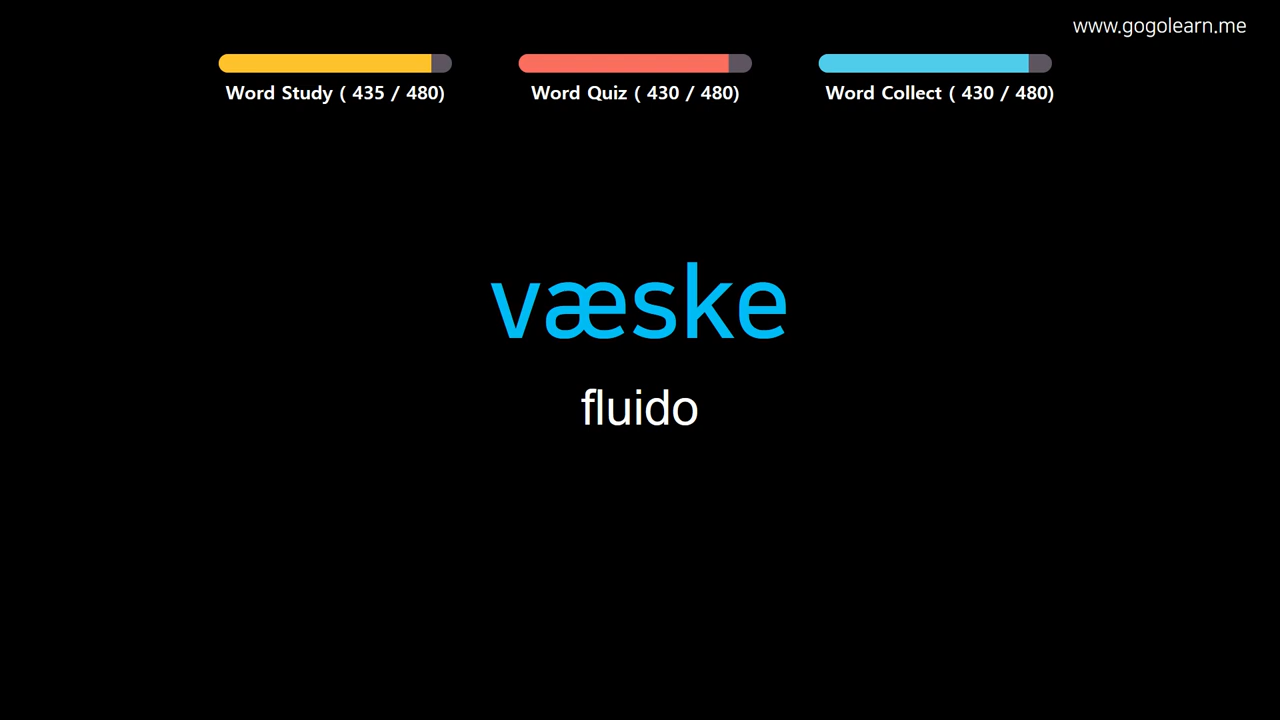 www.gogolearn.me
Word Study ( 435 / 480)
Word Quiz ( 430 / 480)
Word Collect ( 430 / 480)
væske
fluido